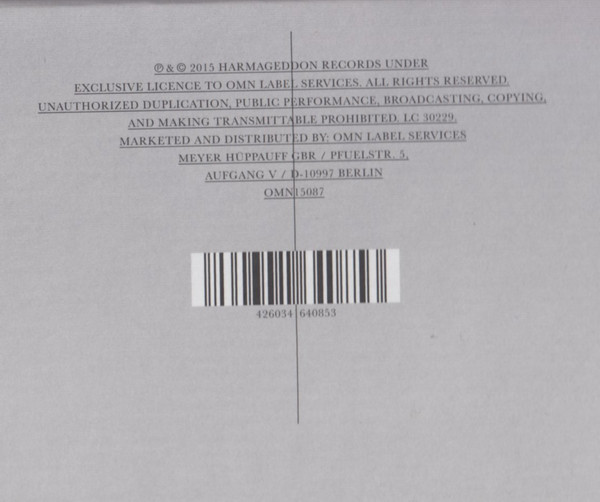 ℗ & © 2015 HARMAGEDDON RECORDS UNDER
EXCLUSIVE LICENCE TO OMN LABEL SERVICES. ALL RIGHTS RESERVED.
UNAUTHORIZED DUPLICATION, PUBLIC PERFORMANCE, BROADCASTING, COPYING,
AND MAKING TRANSMITTABLE PROHIBITED. LC 30229.
MARKETED AND DISTRIBUTED BY: OMN LABEL SERVICES
MEYER HÜPPAUFF GBR / PFUELSTR. 5,
AUFGANG V / D-10997 BERLIN
OMN15087
426034 640853